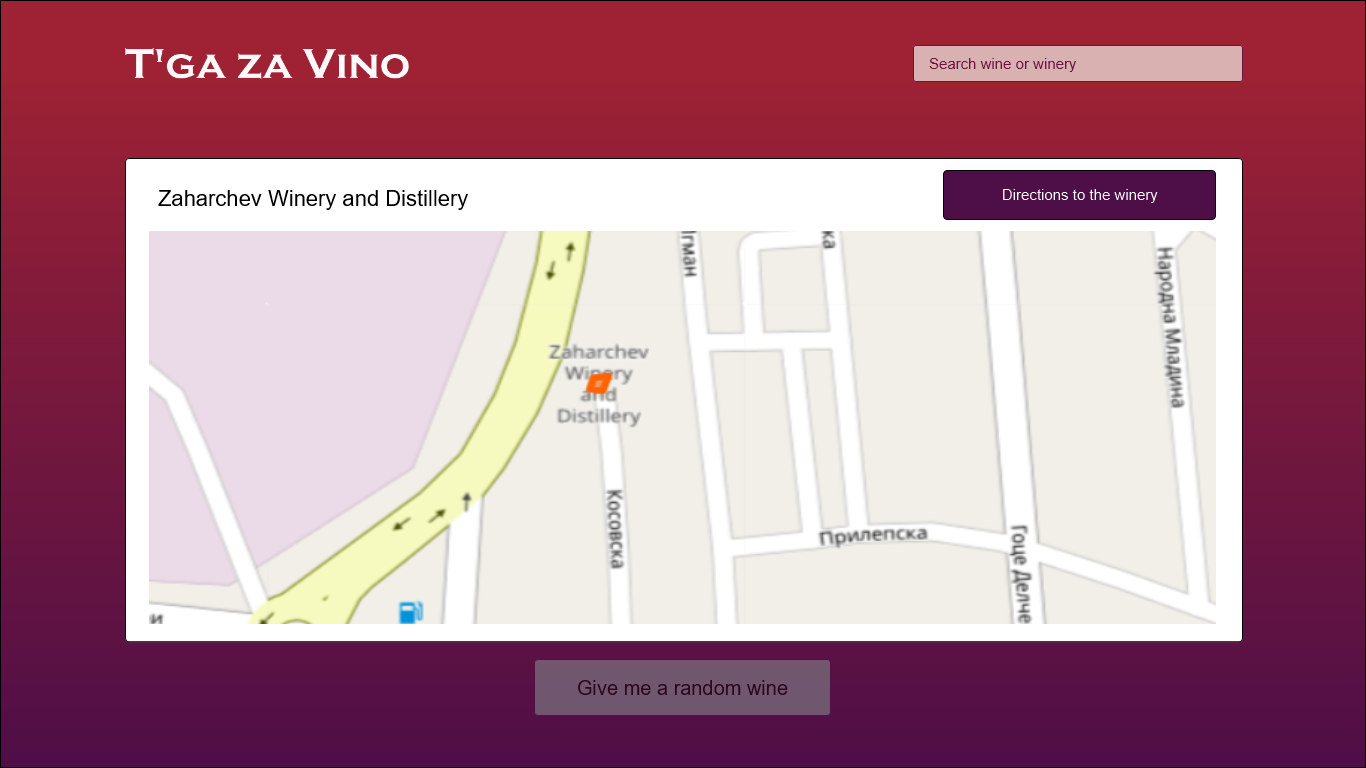 T'ga za Vino
Search wine or winery
Zaharchev Winery and Distillery
Directions to the winery
Игман
ка
Народна Младина
Zaharchev
Winery
and
Distillery
Косовска
Прилепска
Гоце Делче
и
Give me a random wine